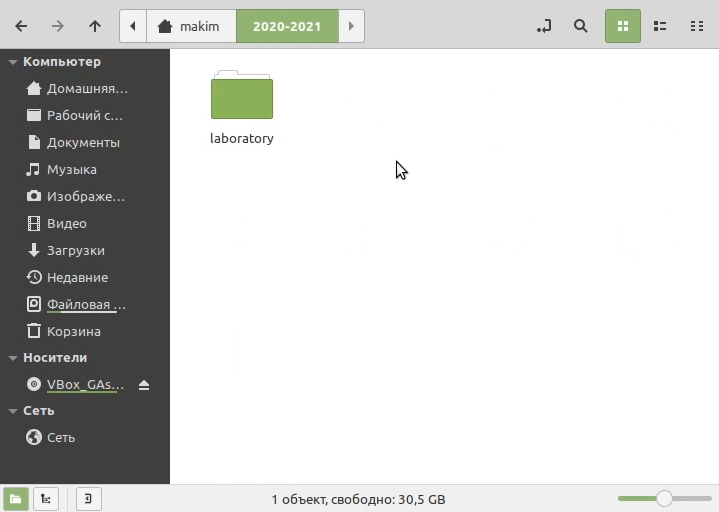 makim
2020-2021
Компьютер
Домашняя...
Рабочий с...
Документы
Музыка
Изображе...
Видео
Загрузки
Недавние
Файловая ...
Корзина
Носители
VBox_GAs...
Сеть
Сеть
laboratory
1 объект, свободно: 30,5 GB